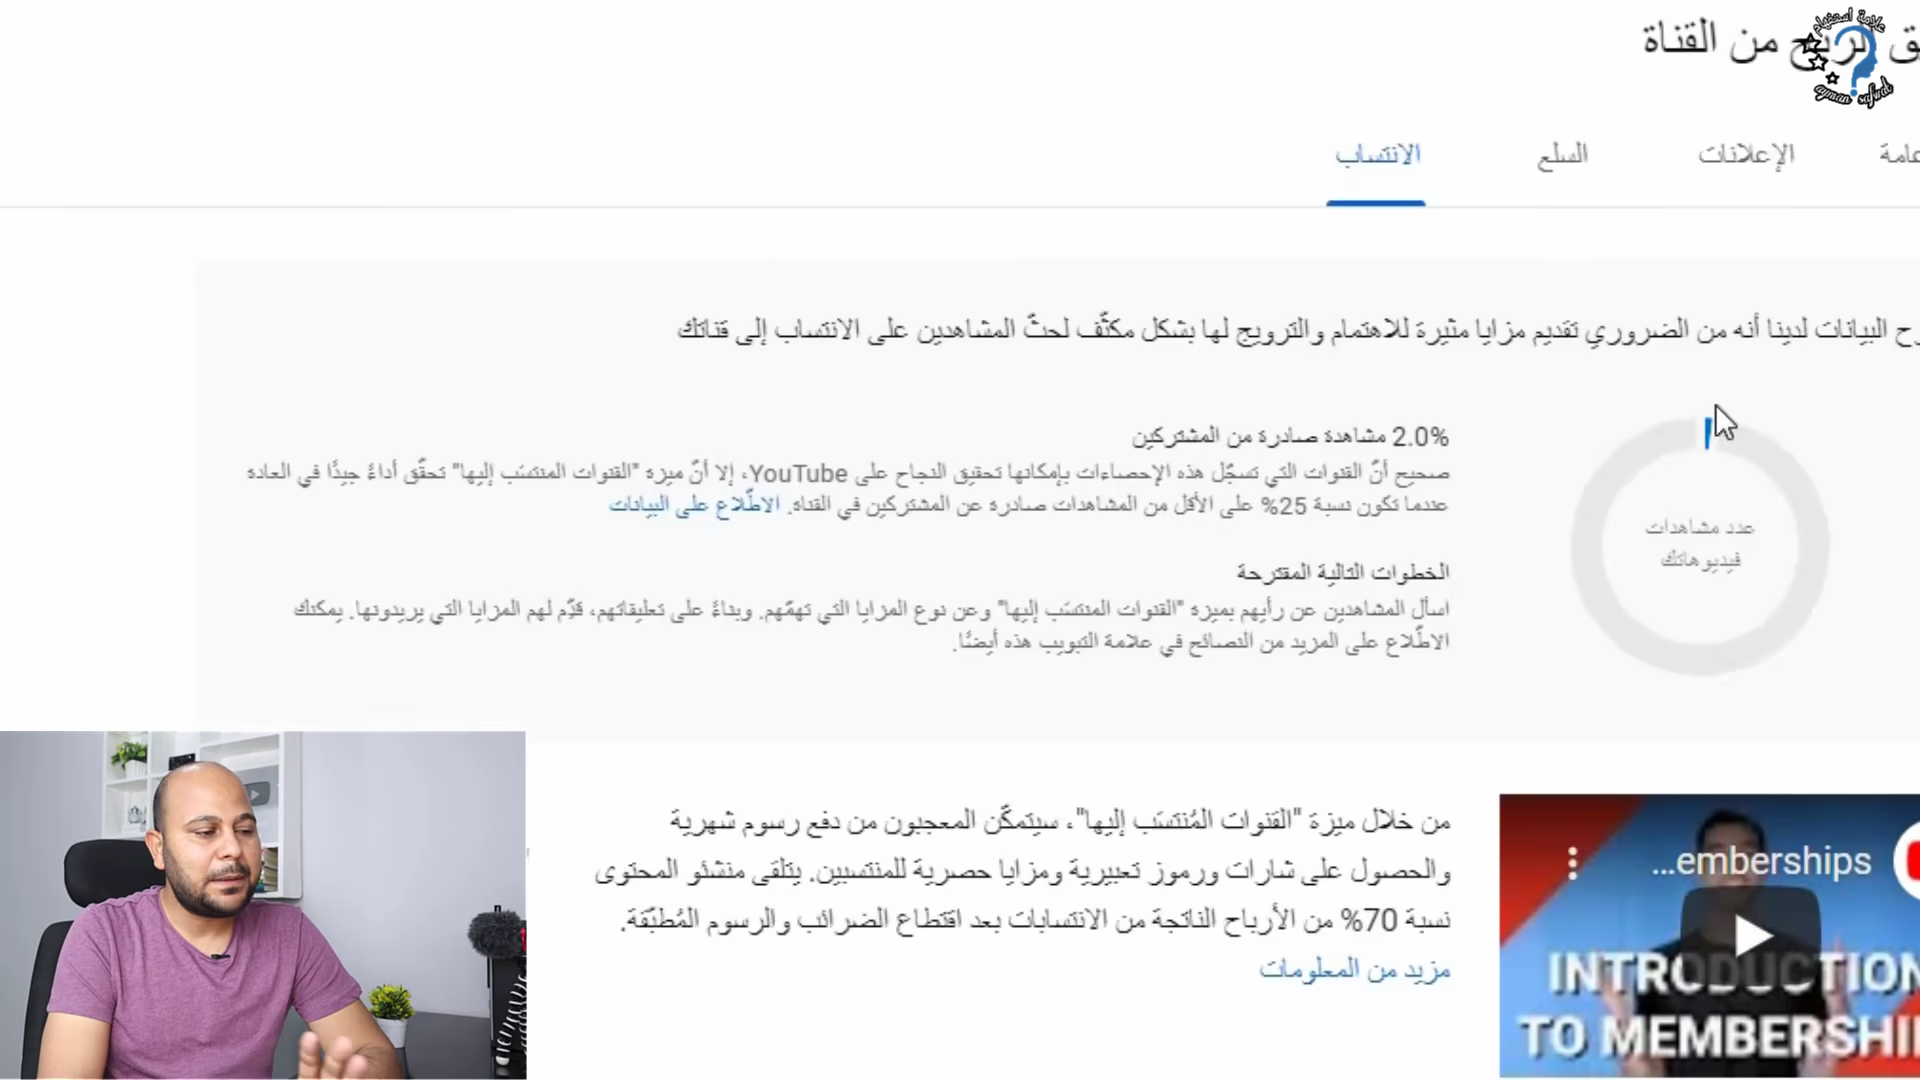 علامة استفهام
ayman safwat
من القناة
الإعلانات
السلع
الانتساب
البيانات لدينا أنه من الضروري تقديم مزايا مثيرة للاهتمام والترويج لها بشكل مكثّف لحثّ المشاهدين على الانتساب إلى قناتك
عدد مشاهدات
فيديوهاتك
2.0% مشاهدة صادرة من المشتركين
صحيح أنّ القنوات التي تسجّل هذه الإحصاءات بإمكانها تحقيق النجاح على YouTube، إلا أنّ ميزة "القنوات المنتسَب إليها" تحقّق أداءً جيدًا في العادة
عندما تكون نسبة 25% على الأقل من المشاهدات صادرة عن المشتركين في القناة. الاطّلاع على البيانات
الخطوات التالية المقترحة
اسأل المشاهدين عن رأيهم بميزة "القنوات المنتسَب إليها" وعن نوع المزايا التي تهمّهم. وبناءً على تعليقاتهم، قدِّم لهم المزايا التي يريدونها. يمكنك
الاطّلاع على المزيد من النصائح في علامة التبويب هذه أيضًا.
من خلال ميزة "القنوات المُنتسَب إليها"، سيتمكّن المعجبون من دفع رسوم شهرية
والحصول على شارات ورموز تعبيرية ومزايا حصرية للمنتسبين. يتلقى منشئو المحتوى
نسبة 70% من الأرباح الناتجة من الانتسابات بعد اقتطاع الضرائب والرسوم المُطبّقة.
مزيد من المعلومات
...emberships
INTRODUCTION
TO MEMBERSHI